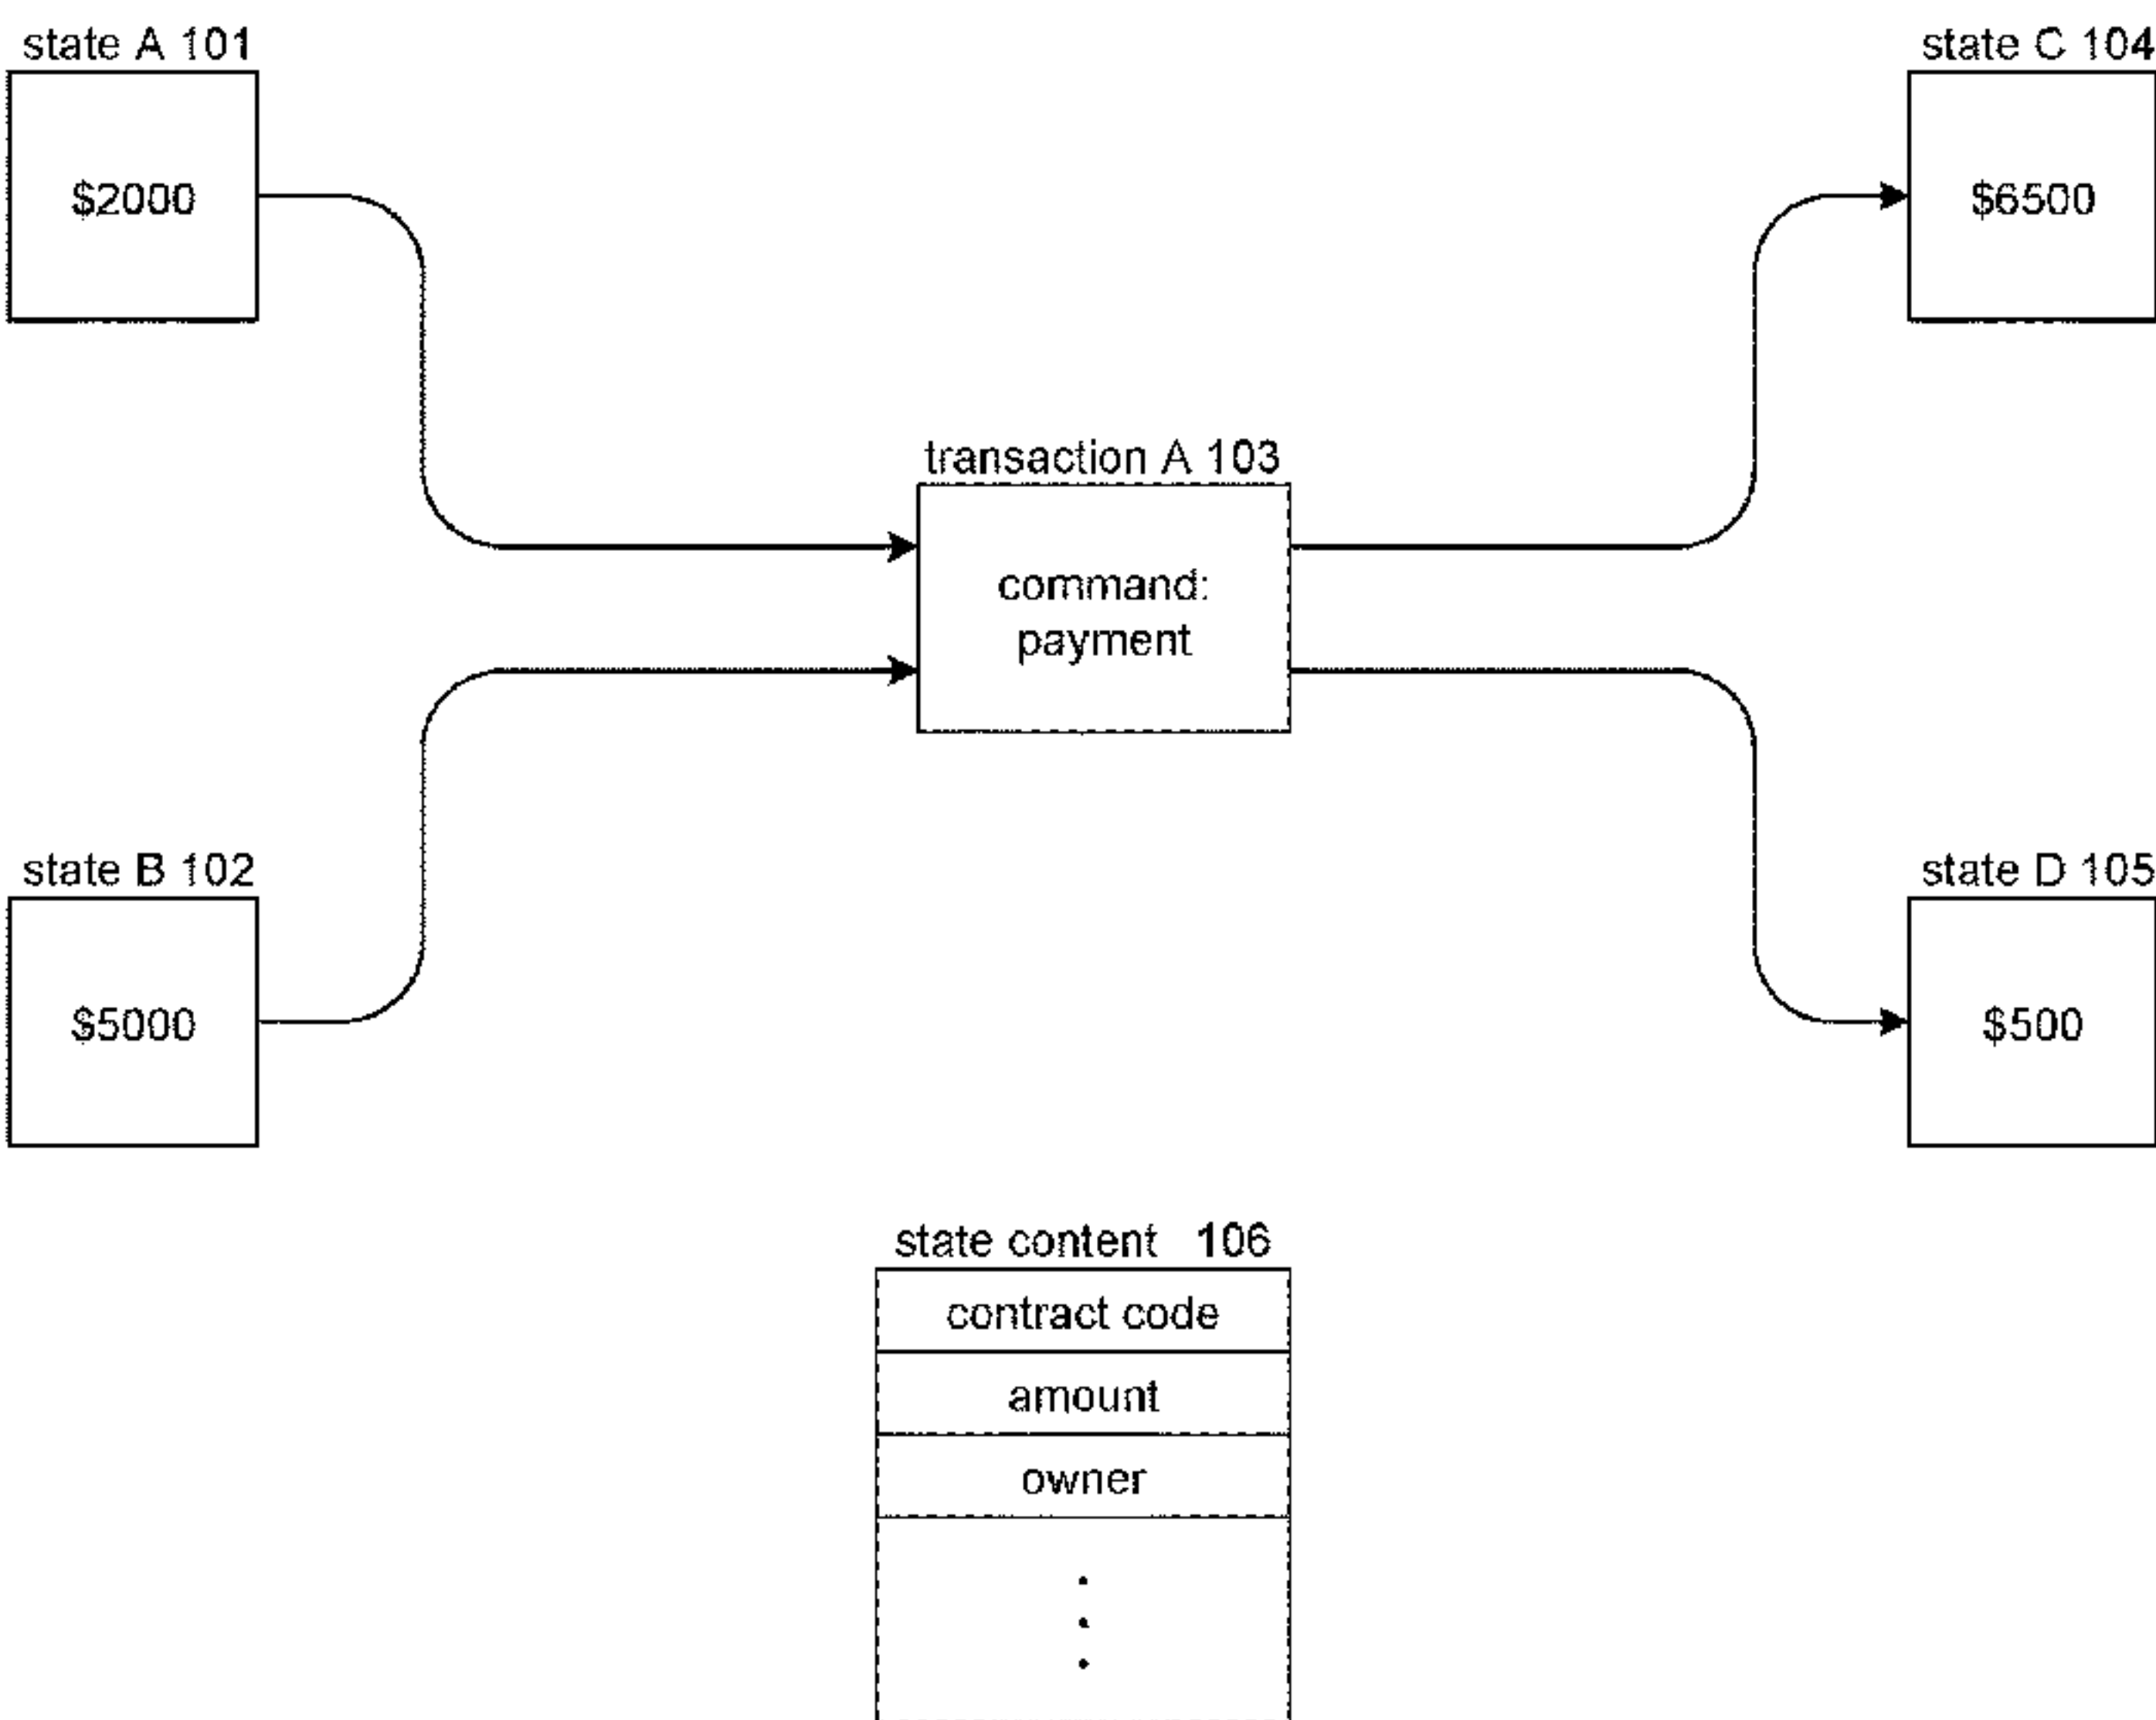 state A 101
$2000
state C 104
$6500
transaction A 103
command:
payment
state B 102
$5000
state D 105
$500
state content 106
contract code
amount
owner